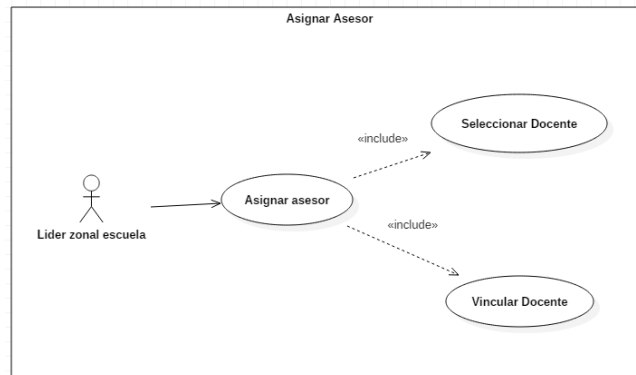 Asignar Asesor
«include»
Seleccionar Docente
Asignar asesor
Lider zonal escuela
«include»
Vincular Docente